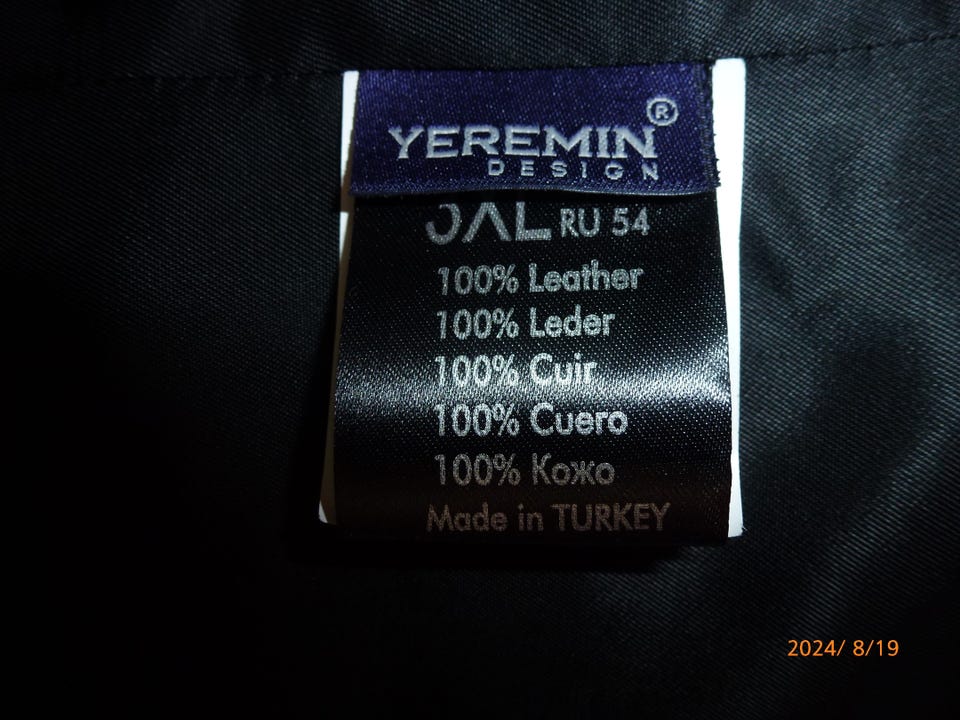 YEREMIN®
DESIGN
RU 54
100% Leather
100% Leder
100% Cuir
100% Cuero
100% Кожо
Made in TURKEY
2024/ 8/19